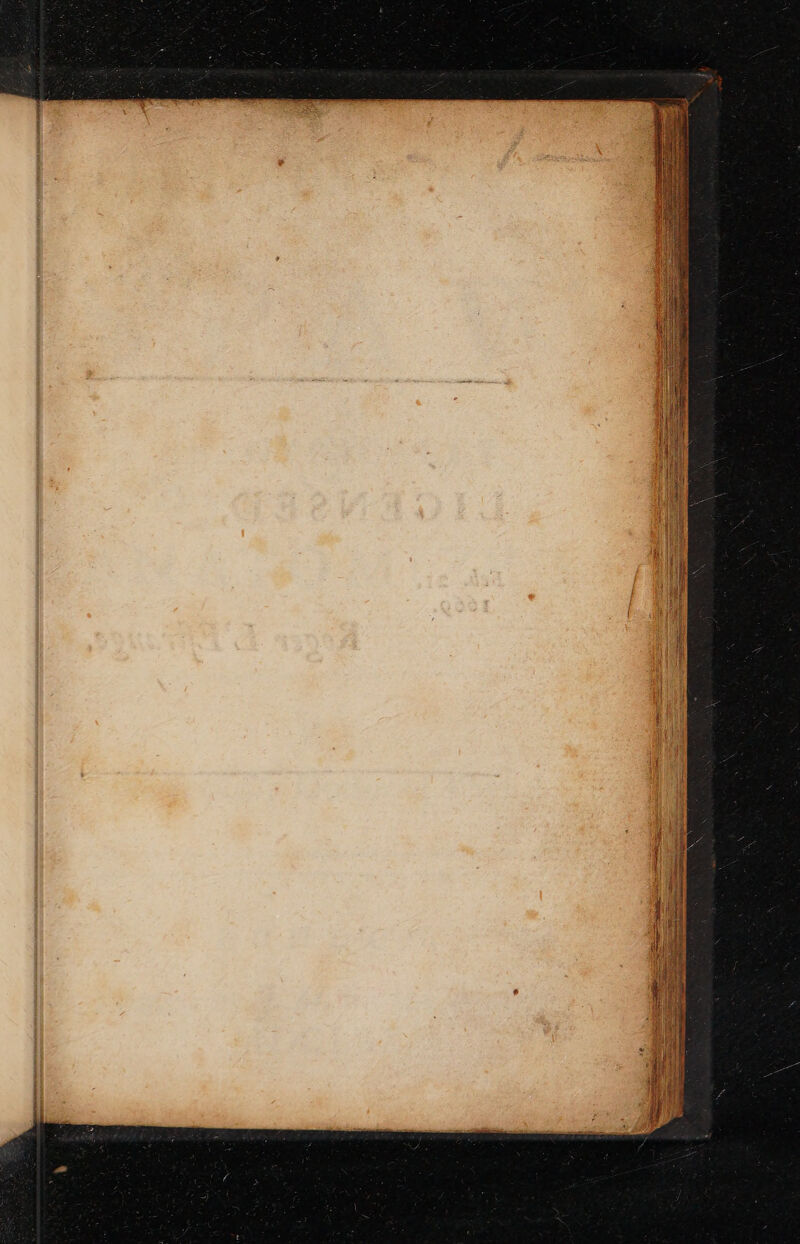 LICENSED,
Feb. 21.
1669.
Roger L'Estrange.